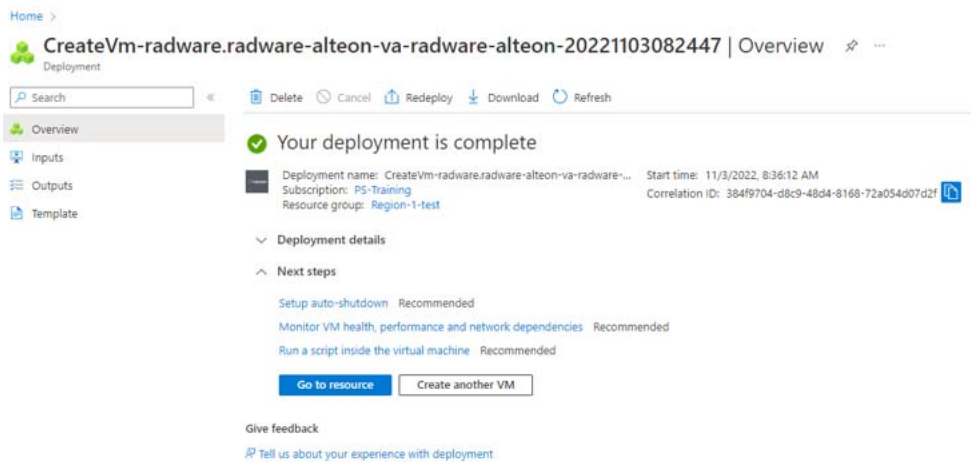 Home >
CreateVm-radware.radware-alteon-va-radware-alteon-20221103082447 | Overview ...
Deployment
Search «
Delete Cancel Redeploy Download Refresh
Overview
Inputs
Outputs
Template
Your deployment is complete
Deployment name: CreateVm-radware.radware-alteon-va-radware-...
Subscription: PS-Training
Resource group: Region-1-test
Start time: 11/3/2022, 8:36:12 AM
Correlation ID: 384f9704-d8c9-48d4-8168-72a054d07d2f
Deployment details
Next steps
Setup auto-shutdown Recommended
Monitor VM health, performance and network dependencies Recommended
Run a script inside the virtual machine Recommended
Go to resource Create another VM
Give feedback
Tell us about your experience with deployment